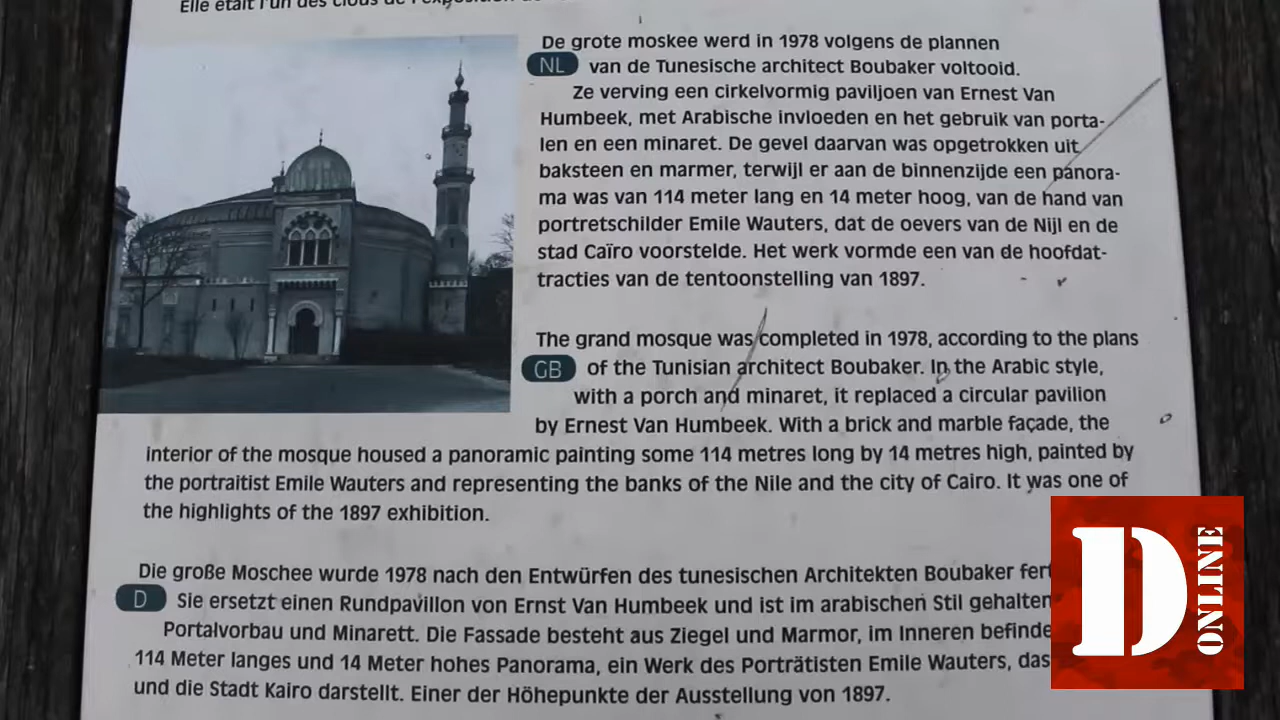 Elle était l'un des clous de l'exposition de
De grote moskee werd in 1978 volgens de plannen
NL van de Tunesische architect Boubaker voltooid.
Ze verving een cirkelvormig paviljoen van Ernest Van
Humbeek, met Arabische invloeden en het gebruik van porta-
len en een minaret. De gevel daarvan was opgetrokken uit
baksteen en marmer, terwijl er aan de binnenzijde een panora-
ma was van 114 meter lang en 14 meter hoog, van de hand van
portretschilder Emile Wauters, dat de oevers van de Nijl en de
stad Caïro voorstelde. Het werk vormde een van de hoofdat-
tracties van de tentoonstelling van 1897.
The grand mosque was completed in 1978, according to the plans
GB of the Tunisian architect Boubaker. In the Arabic style,
with a porch and minaret, it replaced a circular pavilion
by Ernest Van Humbeek. With a brick and marble façade, the
interior of the mosque housed a panoramic painting some 114 metres long by 14 metres high, painted by
the portraitist Emile Wauters and representing the banks of the Nile and the city of Cairo. It was one of
the highlights of the 1897 exhibition.
Die große Moschee wurde 1978 nach den Entwürfen des tunesischen Architekten Boubaker fert
D Sie ersetzt einen Rundpavillon von Ernst Van Humbeek und ist im arabischen Stil gehalten
Portalvorbau und Minarett. Die Fassade besteht aus Ziegel und Marmor, im Inneren befinde
114 Meter langes und 14 Meter hohes Panorama, ein Werk des Porträtisten Emile Wauters, das
und die Stadt Kairo darstellt. Einer der Höhepunkte der Ausstellung von 1897.
D ONLINE